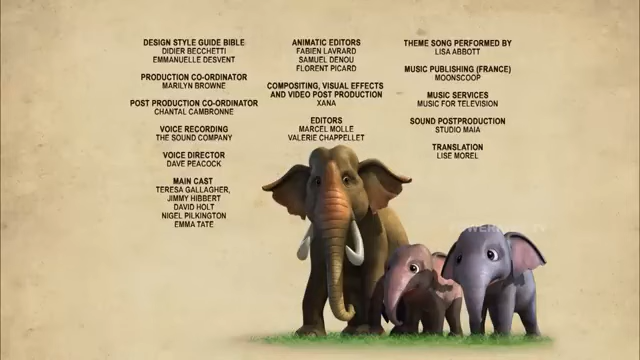 DESIGN STYLE GUIDE BIBLE
DIDIER BECCHETTI
EMMANUELLE DESVENT
PRODUCTION CO-ORDINATOR
MARILYN BROWNE
POST PRODUCTION CO-ORDINATOR
CHANTAL CAMBRONNE
VOICE RECORDING
THE SOUND COMPANY
VOICE DIRECTOR
DAVE PEACOCK
MAIN CAST
TERESA GALLAGHER,
JIMMY HIBBERT
DAVID HOLT
NIGEL PILKINGTON
EMMA TATE
ANIMATIC EDITORS
FABIEN LAVRARD
SAMUEL DENOU
FLORENT PICARD
COMPOSITING, VISUAL EFFECTS
AND VIDEO POST PRODUCTION
XANA
EDITORS
MARCEL MOLLE
VALERIE CHAPPELLET
THEME SONG PERFORMED BY
LISA ABBOTT
MUSIC PUBLISHING (FRANCE)
MOONSCOOP
MUSIC SERVICES
MUSIC FOR TELEVISION
SOUND POSTPRODUCTION
STUDIO MAIA
TRANSLATION
LISE MOREL